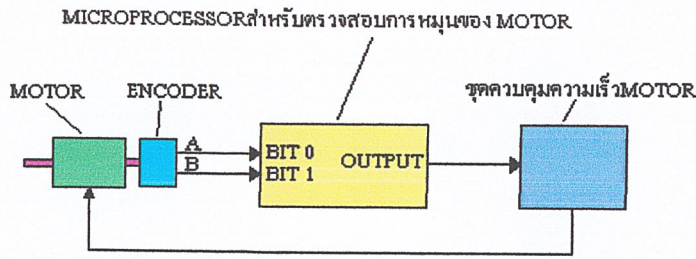 MICROPROCESSORสำหรับตรวจสอบการหมุนของ MOTOR
MOTOR
ENCODER
ชุดควบคุมความเร็วMOTOR
A
B
BIT 0
BIT 1
OUTPUT